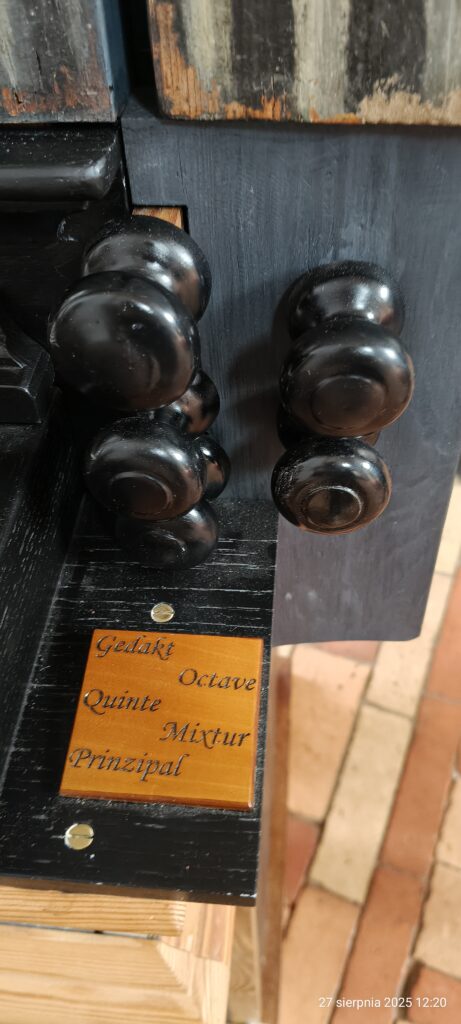 Gedakt
Octave
Quinte
Mixtur
Prinzipal
27 sierpnia 2025 12:20